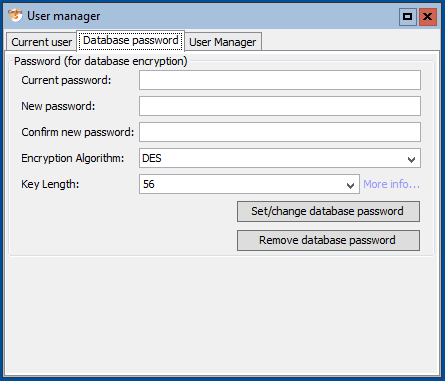 User manager
Current user Database password User Manager
Password (for database encryption)
Current password:
New password:
Confirm new password:
Encryption Algorithm: DES
Key Length: 56 More info...
Set/change database password
Remove database password